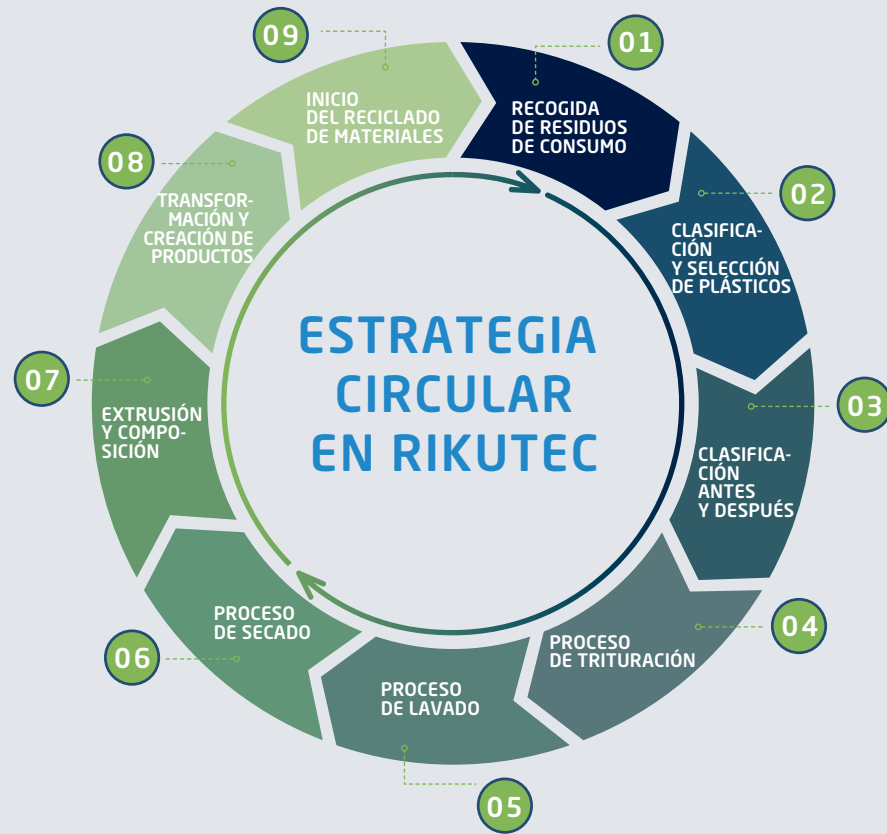 ESTRATEGIA
CIRCULAR
EN RIKUTEC
01
RECOGIDA
DE RESIDUOS
DE CONSUMO
02
CLASIFICA-
CIÓN
Y SELECCIÓN
DE PLÁSTICOS
03
CLASIFICA-
CIÓN
ANTES
Y DESPUÉS
04
PROCESO
DE TRITURACIÓN
05
PROCESO
DE LAVADO
06
PROCESO
DE SECADO
07
EXTRUSIÓN
Y COMPO-
SICIÓN
08
TRANSFOR-
MACIÓN Y
CREACIÓN DE
PRODUCTOS
09
INICIO
DEL RECICLADO
DE MATERIALES